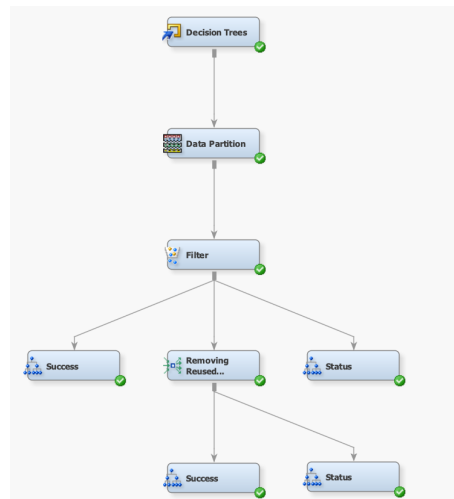 Decision Trees
Data Partition
Filter
Success
Removing
Reused...
Status
Success
Status